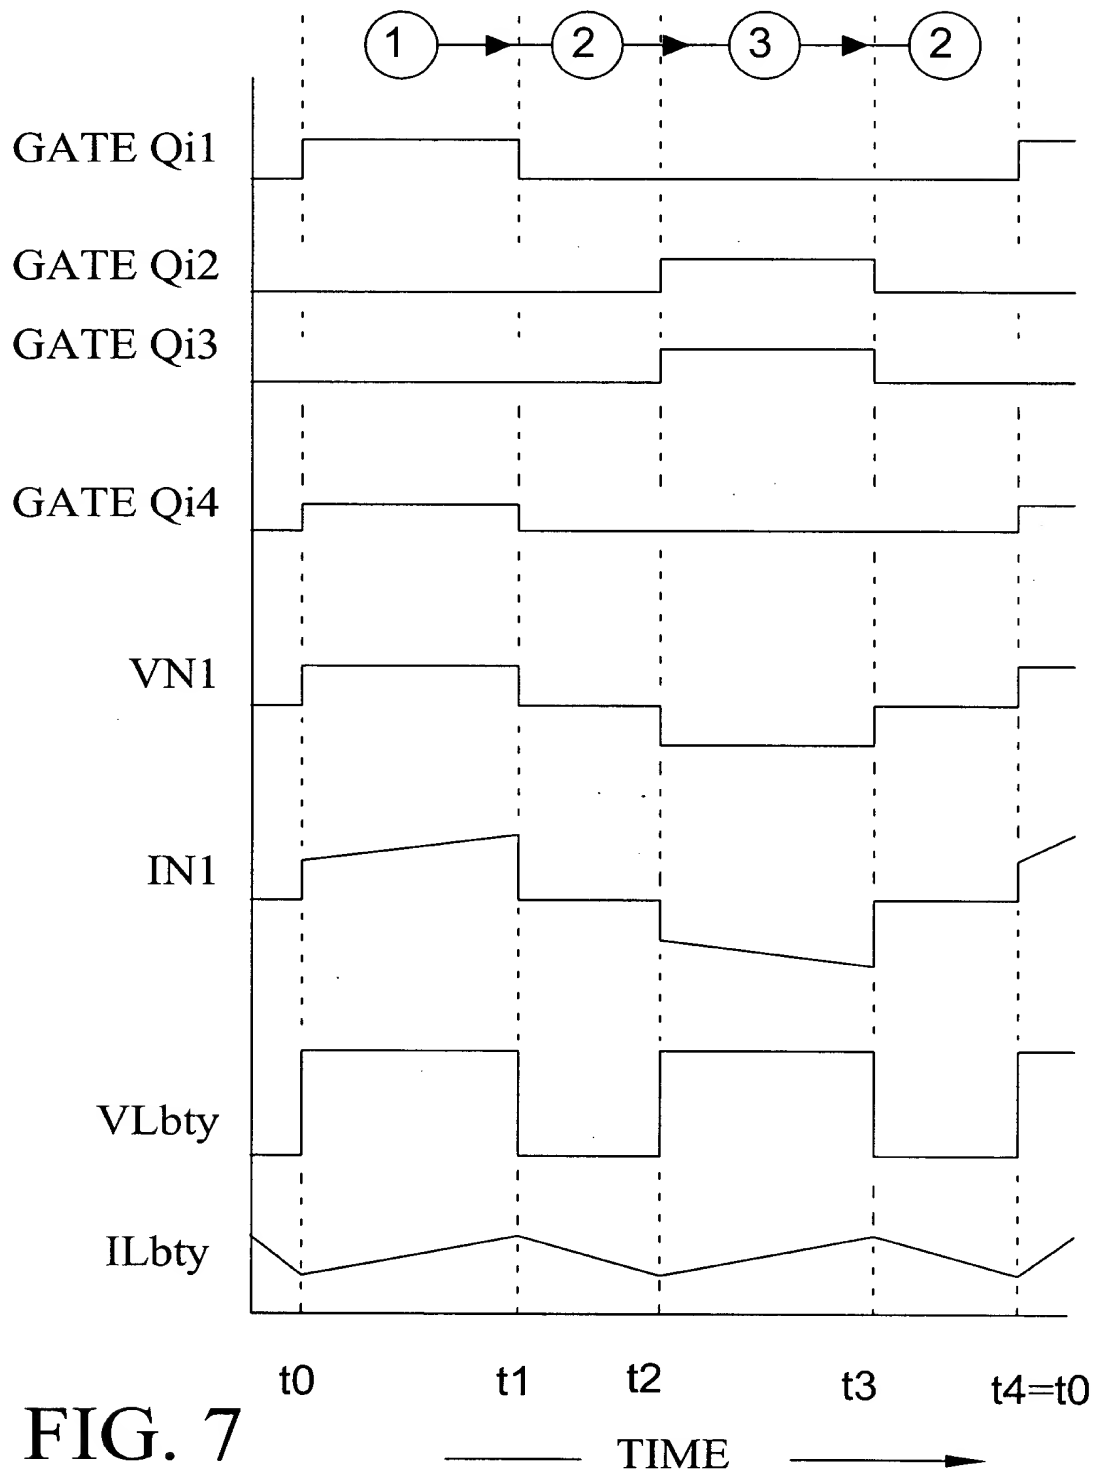 1 2 3 2
GATE Qi1
GATE Qi2
GATE Qi3
GATE Qi4
VN1
IN1
VLbty
ILbty
t0 t1 t2 t3 t4=t0
FIG. 7
TIME